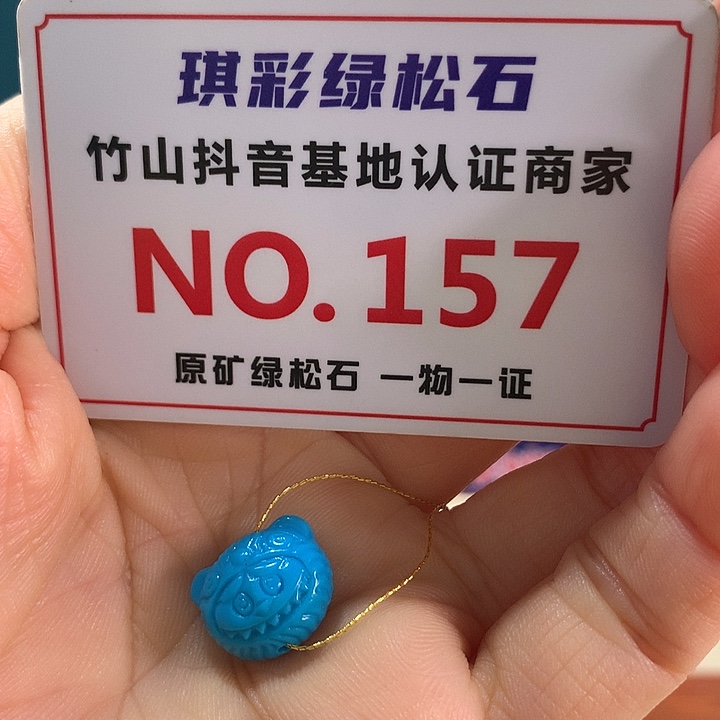 琪彩绿松石
竹山抖音基地认证商家
NO.157
原矿绿松石 一物一证